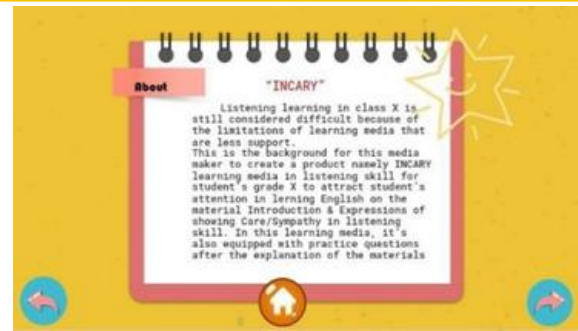 About
"INCARY"
Listening learning in class X is
still considered difficult because of
the limitations of learning media that
are less support.
This is the background for this media
maker to create a product namely INCARY
learning media in listening skill for
student's grade X to attract student's
attention in lerning English on the
material Introduction & Expressions of
showing Care/Sympathy in listening
skill. In this learning media, it's
also equipped with practice questions
after the explanation of the materials